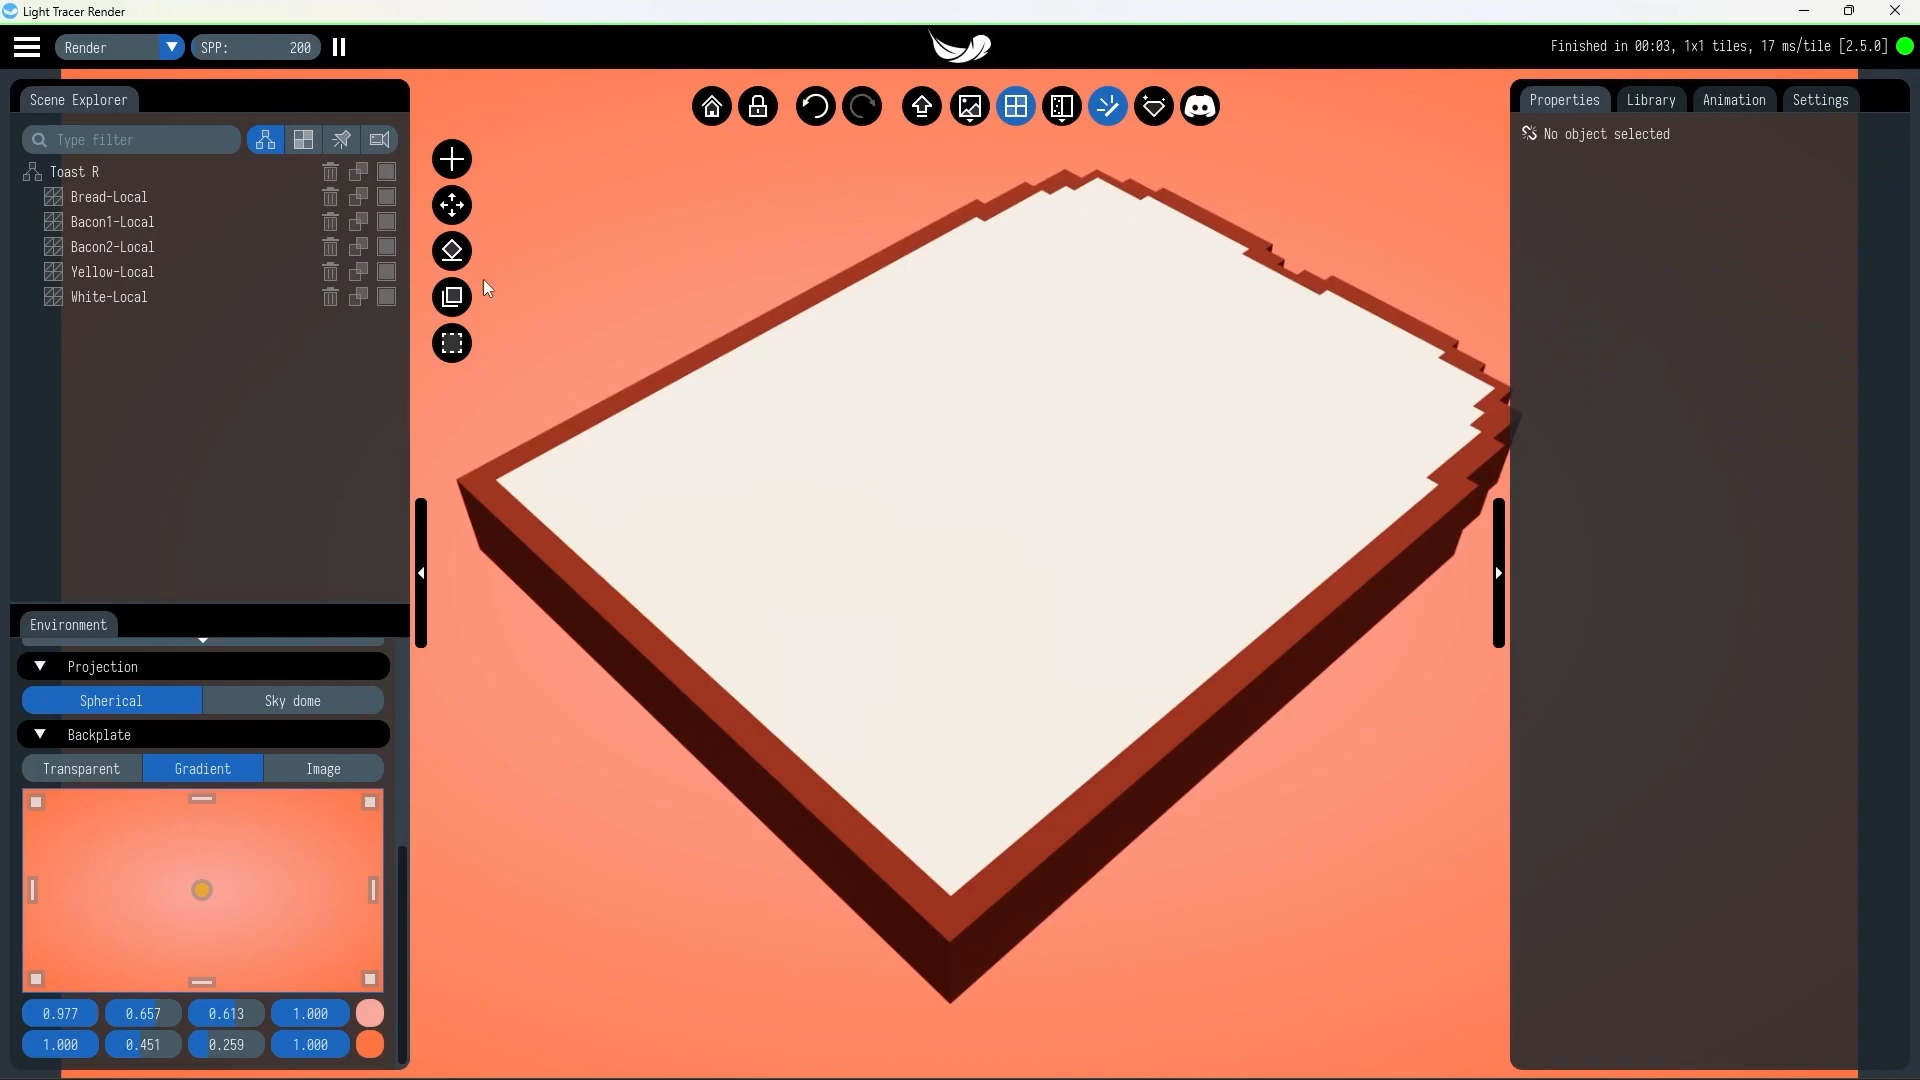 Light Tracer Render
Render
SPP: 200
Finished in 00:03, 1x1 tiles, 17 ms/tile [2.5.0]
Scene Explorer
Type filter
Toast R
Bread-Local
Bacon1-Local
Bacon2-Local
Yellow-Local
White-Local
Properties Library Animation Settings
No object selected
Environment
Projection
Spherical Sky dome
Backplate
Transparent Gradient Image
0.977 0.657 0.613 1.000
1.000 0.451 0.259 1.000